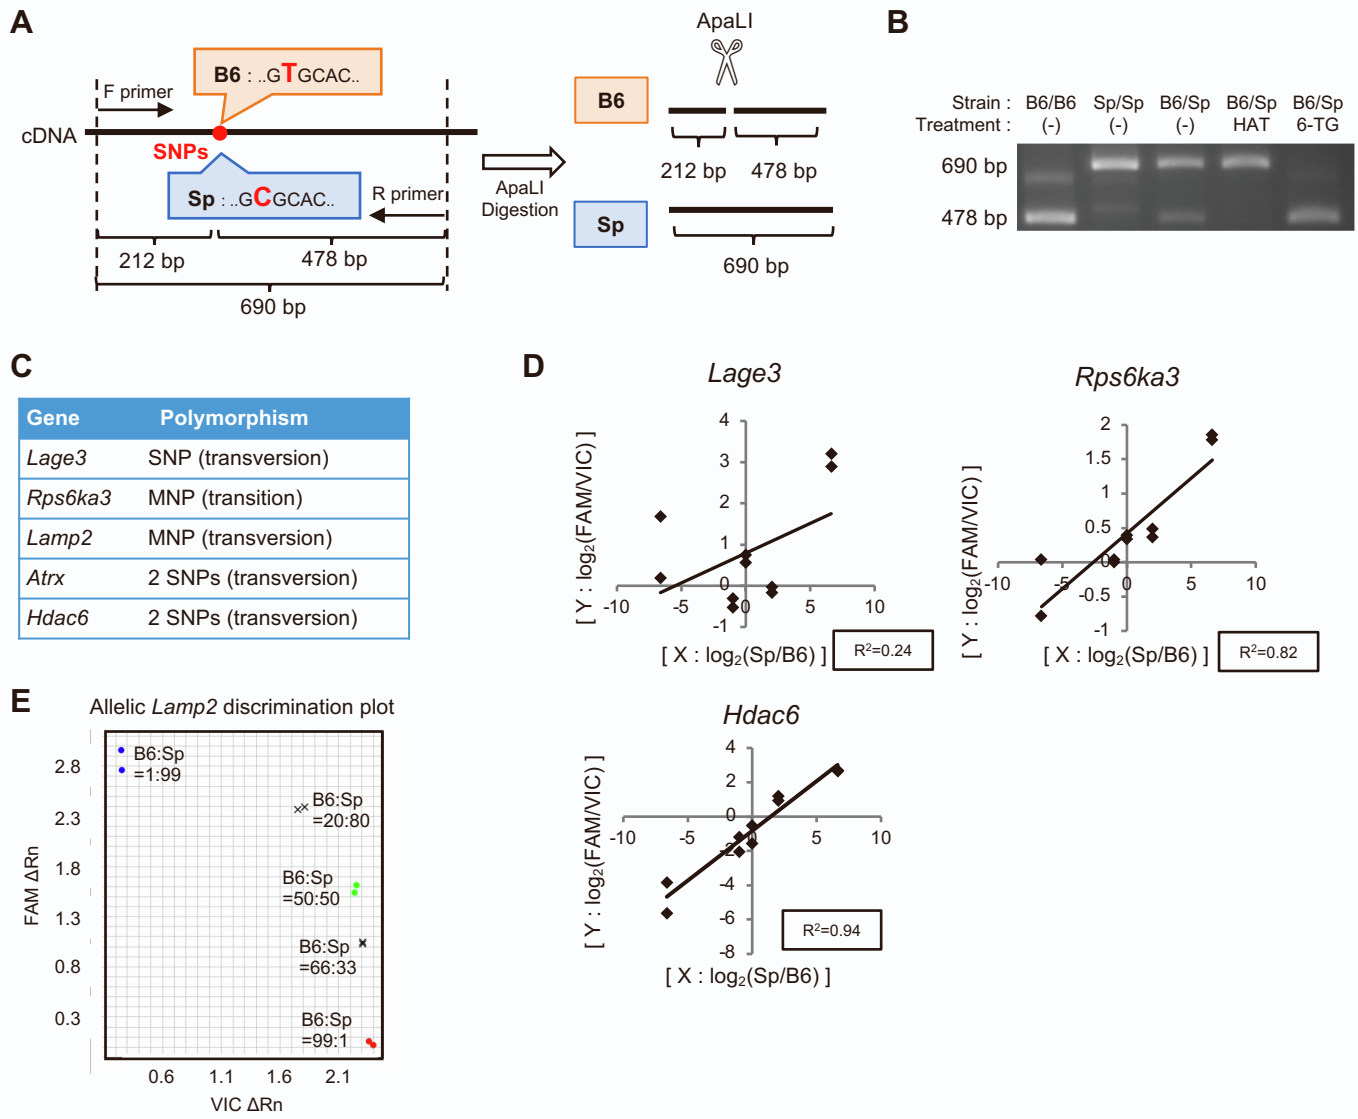 A
B6 : ..GTGCAC..
F primer
cDNA
SNPs
Sp : ..GCGCAC..
R primer
212 bp
478 bp
690 bp
ApaLI
Digestion
ApaLI
B6
212 bp
478 bp
Sp
690 bp
B
Strain : B6/B6 Sp/Sp B6/Sp B6/Sp B6/Sp
Treatment : (-) (-) (-) HAT 6-TG
690 bp
478 bp
C
Gene Polymorphism
Lage3 SNP (transversion)
Rps6ka3 MNP (transition)
Lamp2 MNP (transversion)
Atrx 2 SNPs (transversion)
Hdac6 2 SNPs (transversion)
D
Lage3
[ Y : log2(FAM/VIC) ]
4
3
2
1
0
-1
-10 -5 0 5 10
[ X : log2(Sp/B6) ]
R²=0.24
Rps6ka3
[ Y : log2(FAM/VIC) ]
2
1.5
1
0.5
0
-0.5
-1
-10 -5 0 5 10
[ X : log2(Sp/B6) ]
R²=0.82
Hdac6
[ Y : log2(FAM/VIC) ]
4
2
0
-2
-4
-6
-8
-10 -5 0 5 10
[ X : log2(Sp/B6) ]
R²=0.94
E
Allelic Lamp2 discrimination plot
B6:Sp
=1:99
B6:Sp
=20:80
B6:Sp
=50:50
B6:Sp
=66:33
B6:Sp
=99:1
FAM ΔRn
2.8
2.3
1.8
1.3
0.8
0.3
0.6 1.1 1.6 2.1
VIC ΔRn